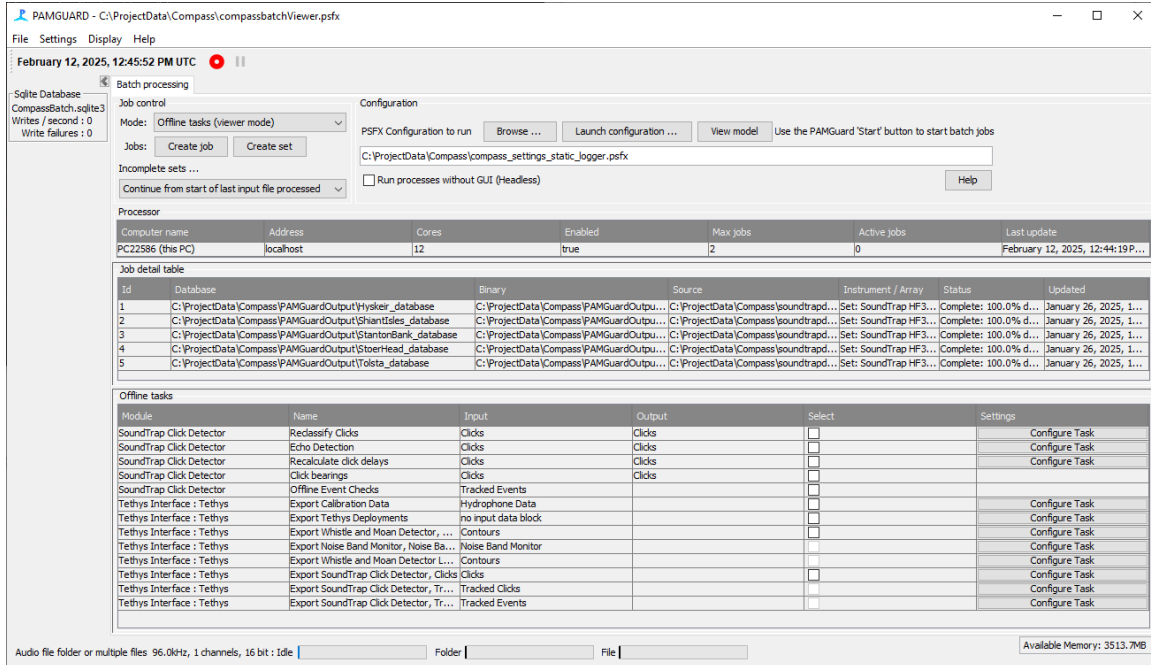 PAMGUARD - C:\ProjectData\Compass\compassbatchViewer.psfx
File Settings Display Help
February 12, 2025, 12:45:52 PM UTC
Sqlite Database
CompassBatch.sqlite3
Writes / second : 0
Write failures : 0
Batch processing
Job control
Mode: Offline tasks (viewer mode)
Jobs: Create job Create set
Incomplete sets ...
Continue from start of last input file processed
Configuration
PSFX Configuration to run Browse ... Launch configuration ... View model Use the PAMGuard 'Start' button to start batch jobs
C:\ProjectData\Compass\compass_settings_static_logger.psfx
Run processes without GUI (Headless) Help
Processor
Computer name Address Cores Enabled Max jobs Active jobs Last update
PC22586 (this PC) localhost 12 true 2 0 February 12, 2025, 12:44:19 P...
Job detail table
Id Database Binary Source Instrument / Array Status Updated
1 C:\ProjectData\Compass\PAMGuardOutput\Hyskeir_database C:\ProjectData\Compass\PAMGuardOutpu... C:\ProjectData\Compass\soundtrapd... Set: SoundTrap HF3... Complete: 100.0% d... January 26, 2025, 1...
2 C:\ProjectData\Compass\PAMGuardOutput\ShiantIsles_database C:\ProjectData\Compass\PAMGuardOutpu... C:\ProjectData\Compass\soundtrapd... Set: SoundTrap HF3... Complete: 100.0% d... January 26, 2025, 1...
3 C:\ProjectData\Compass\PAMGuardOutput\StantonBank_database C:\ProjectData\Compass\PAMGuardOutpu... C:\ProjectData\Compass\soundtrapd... Set: SoundTrap HF3... Complete: 100.0% d... January 26, 2025, 1...
4 C:\ProjectData\Compass\PAMGuardOutput\StoerHead_database C:\ProjectData\Compass\PAMGuardOutpu... C:\ProjectData\Compass\soundtrapd... Set: SoundTrap HF3... Complete: 100.0% d... January 26, 2025, 1...
5 C:\ProjectData\Compass\PAMGuardOutput\Tolsta_database C:\ProjectData\Compass\PAMGuardOutpu... C:\ProjectData\Compass\soundtrapd... Set: SoundTrap HF3... Complete: 100.0% d... January 26, 2025, 1...
Offline tasks
Module Name Input Output Select Settings
SoundTrap Click Detector Reclassify Clicks Clicks Clicks Configure Task
SoundTrap Click Detector Echo Detection Clicks Clicks Configure Task
SoundTrap Click Detector Recalculate click delays Clicks Clicks Configure Task
SoundTrap Click Detector Click bearings Clicks Clicks
SoundTrap Click Detector Offline Event Checks Tracked Events
Tethys Interface : Tethys Export Calibration Data Hydrophone Data Configure Task
Tethys Interface : Tethys Export Tethys Deployments no input data block Configure Task
Tethys Interface : Tethys Export Whistle and Moan Detector, ... Contours Configure Task
Tethys Interface : Tethys Export Noise Band Monitor, Noise Ba... Noise Band Monitor Configure Task
Tethys Interface : Tethys Export Whistle and Moan Detector L... Contours Configure Task
Tethys Interface : Tethys Export SoundTrap Click Detector, Clicks Clicks Configure Task
Tethys Interface : Tethys Export SoundTrap Click Detector, Tr... Tracked Clicks Configure Task
Tethys Interface : Tethys Export SoundTrap Click Detector, Tr... Tracked Events Configure Task
Audio file folder or multiple files 96.0kHz, 1 channels, 16 bit : Idle Folder File Available Memory: 3513.7MB